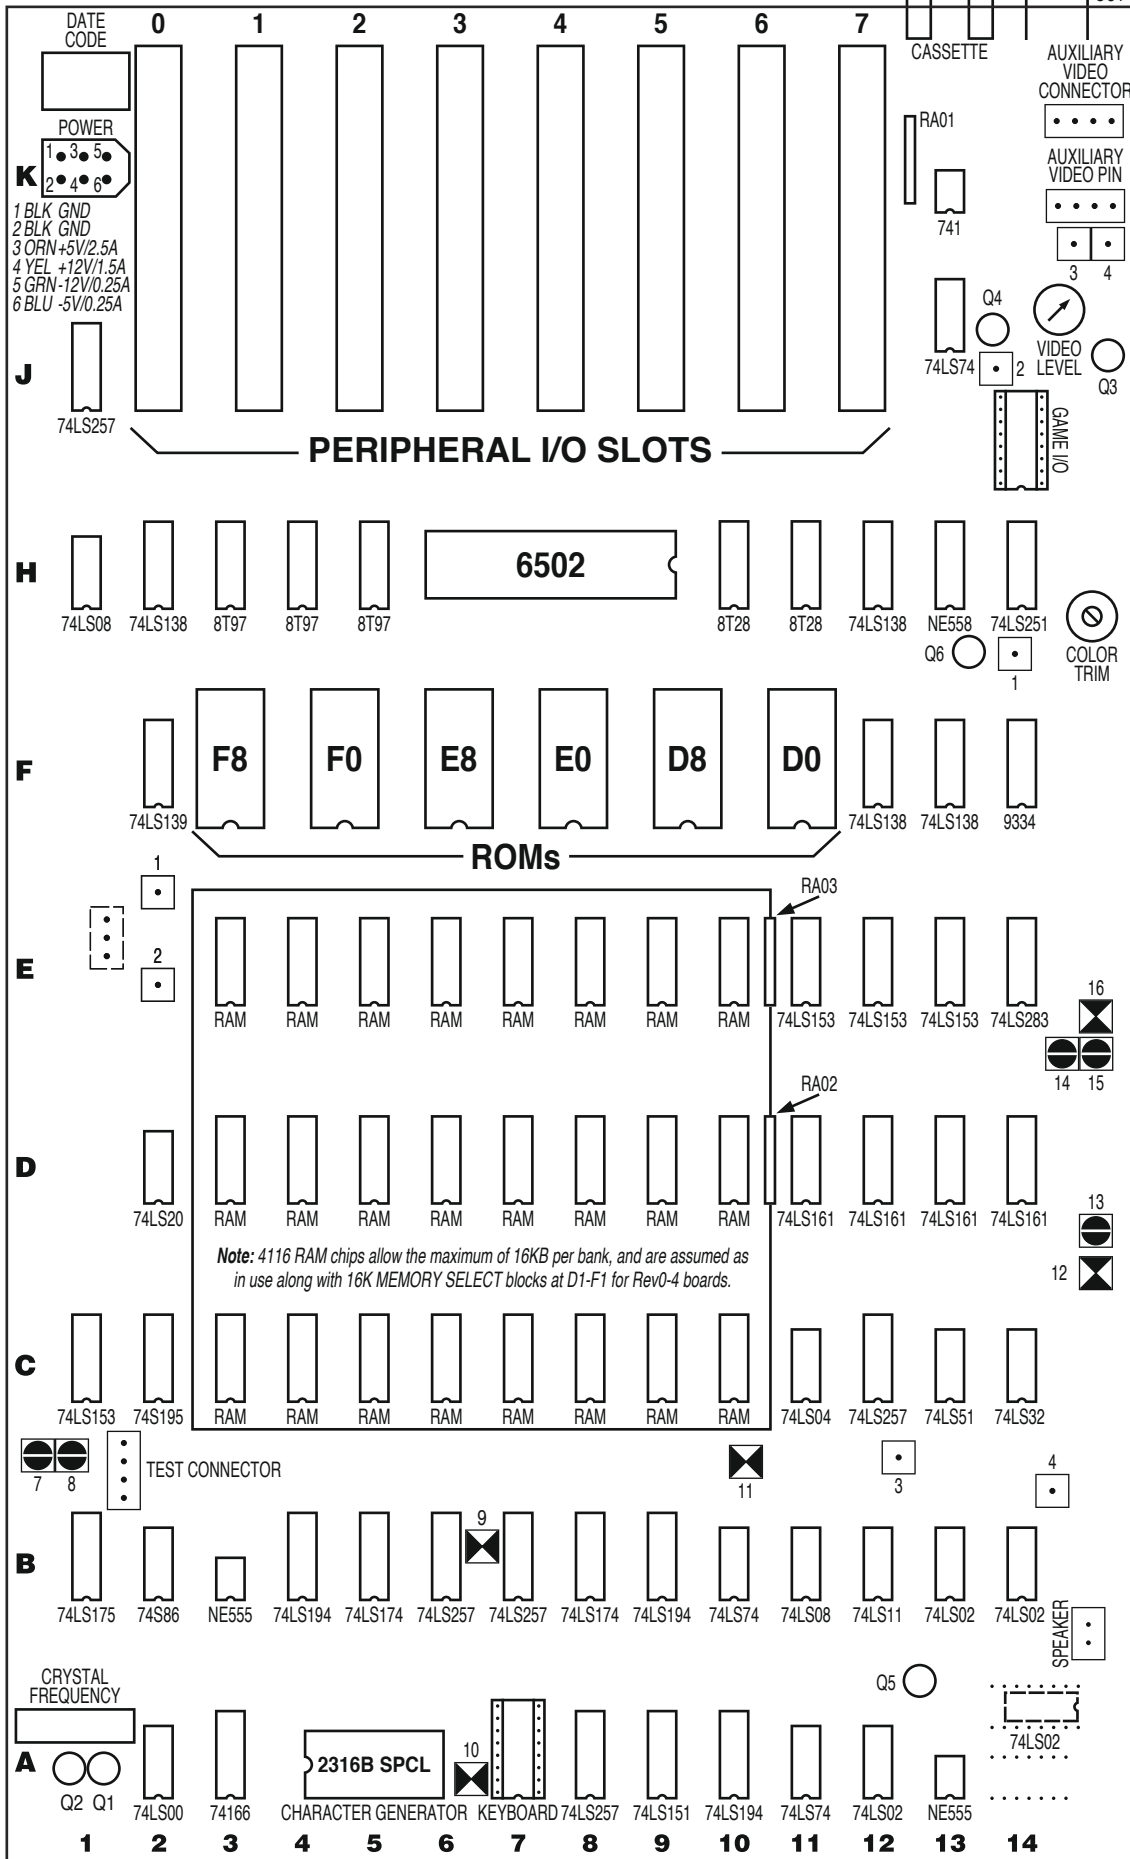 DATE
CODE
0 1 2 3 4 5 6 7
CASSETTE
AUXILIARY
VIDEO
CONNECTOR
POWER
1 3 5
2 4 6
K
RA01
741
AUXILIARY
VIDEO PIN
3 4
1 BLK GND
2 BLK GND
3 ORN +5V/2.5A
4 YEL +12V/1.5A
5 GRN -12V/0.25A
6 BLU -5V/0.25A
J
74LS257
74LS74
Q4
2
VIDEO
LEVEL
Q3
GAME I/O
PERIPHERAL I/O SLOTS
H
6502
74LS08 74LS138 8T97 8T97 8T97 8T28 8T28 74LS138 NE558 74LS251
Q6
1
COLOR
TRIM
F
F8 F0 E8 E0 D8 D0
74LS139 74LS138 74LS138 9334
ROMs
1
RA03
E
2
RAM RAM RAM RAM RAM RAM RAM RAM 74LS153 74LS153 74LS153 74LS283
16
14 15
RA02
D
74LS20 RAM RAM RAM RAM RAM RAM RAM RAM 74LS161 74LS161 74LS161 74LS161
13
12
Note: 4116 RAM chips allow the maximum of 16KB per bank, and are assumed as
in use along with 16K MEMORY SELECT blocks at D1-F1 for Rev0-4 boards.
C
74LS153 74S195 RAM RAM RAM RAM RAM RAM RAM RAM 74LS04 74LS257 74LS51 74LS32
7 8
TEST CONNECTOR
11
3
4
9
B
74LS175 74S86 NE555 74LS194 74LS174 74LS257 74LS257 74LS174 74LS194 74LS74 74LS08 74LS11 74LS02 74LS02
SPEAKER
CRYSTAL
FREQUENCY
Q5
74LS02
A
2316B SPCL
10
Q2 Q1
74LS00 74166 CHARACTER GENERATOR KEYBOARD 74LS257 74LS151 74LS194 74LS74 74LS02 NE555
1 2 3 4 5 6 7 8 9 10 11 12 13 14